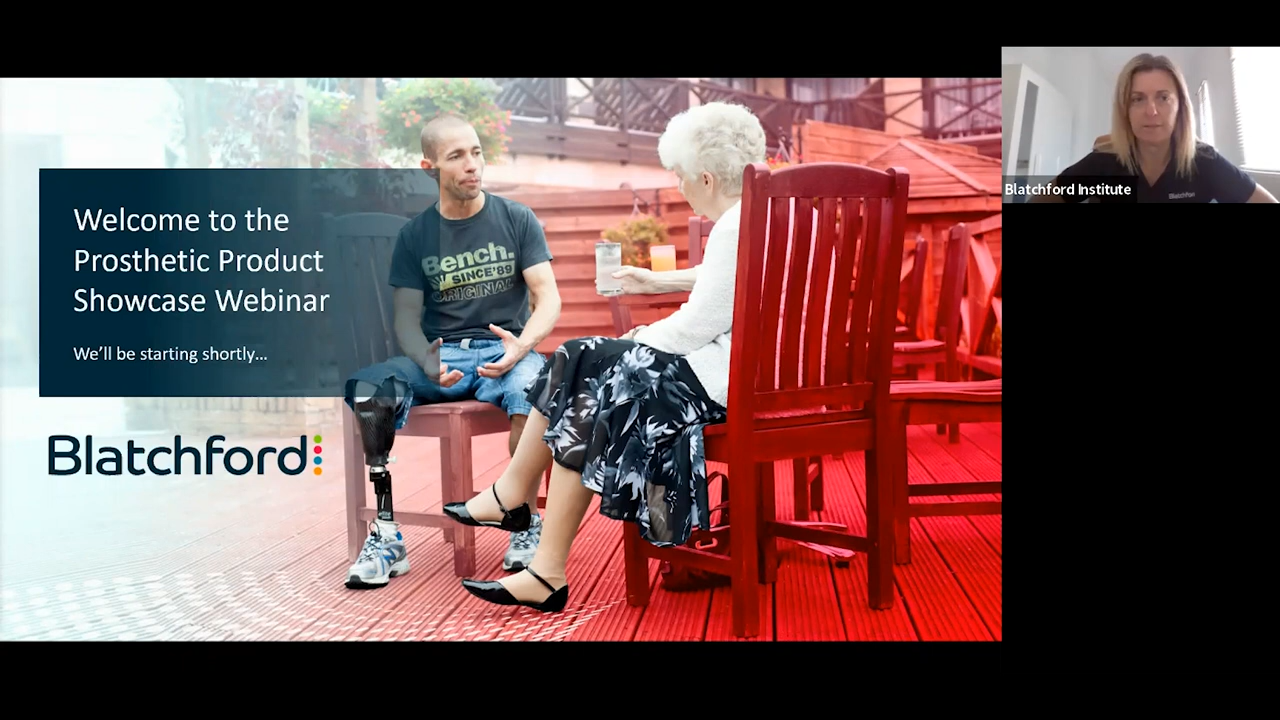 Welcome to the
Prosthetic Product
Showcase Webinar
We'll be starting shortly...
Blatchford
Bench.
SINCE'89
ORIGINAL
Blatchford Institute
Blatchford